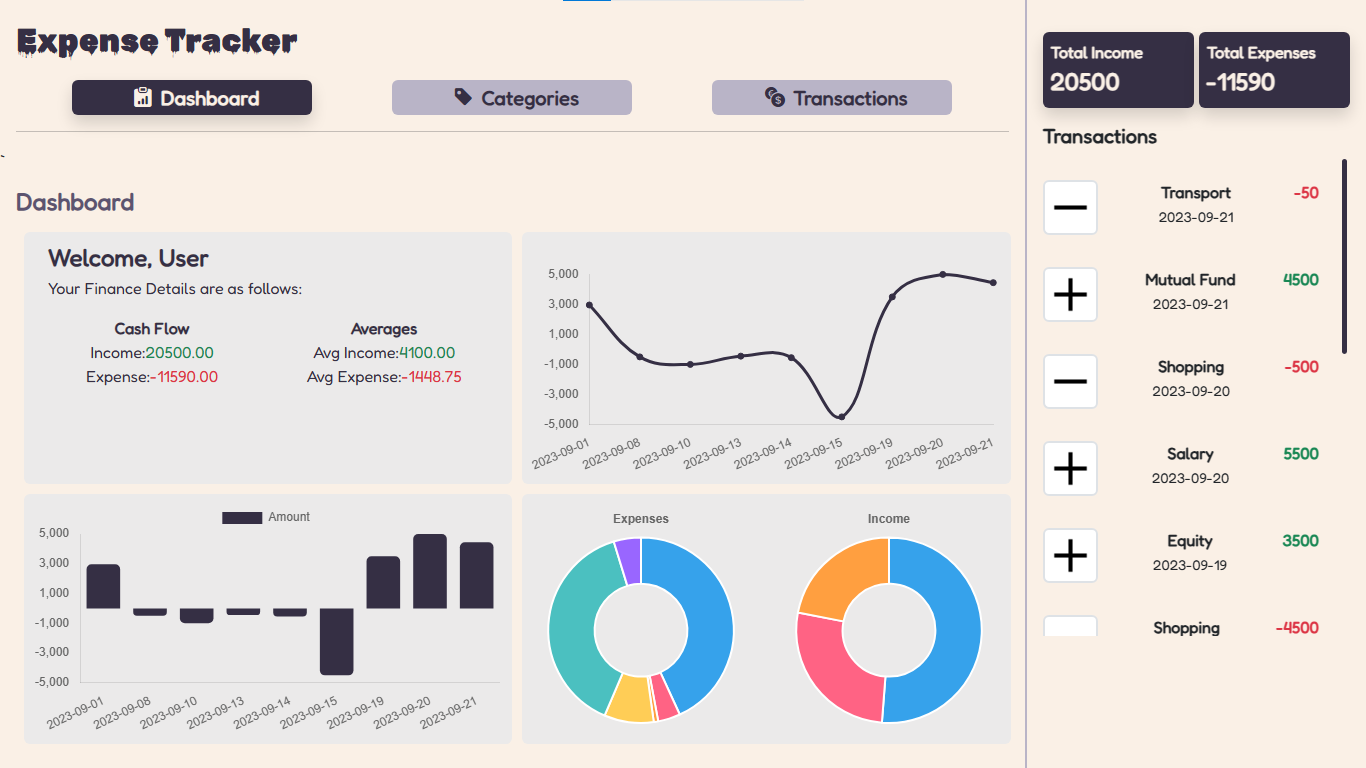 Expense Tracker
Dashboard
Categories
Transactions
`
Dashboard
Welcome, User
Your Finance Details are as follows:
Cash Flow
Income:20500.00
Expense:-11590.00
Averages
Avg Income:4100.00
Avg Expense:-1448.75
5,000
3,000
1,000
-1,000
-3,000
-5,000
2023-09-01
2023-09-08
2023-09-10
2023-09-13
2023-09-14
2023-09-15
2023-09-19
2023-09-20
2023-09-21
Amount
5,000
3,000
1,000
-1,000
-3,000
-5,000
2023-09-01
2023-09-08
2023-09-10
2023-09-13
2023-09-14
2023-09-15
2023-09-19
2023-09-20
2023-09-21
Expenses
Income
Total Income
20500
Total Expenses
-11590
Transactions
Transport
-50
2023-09-21
Mutual Fund
4500
2023-09-21
Shopping
-500
2023-09-20
Salary
5500
2023-09-20
Equity
3500
2023-09-19
Shopping
-4500